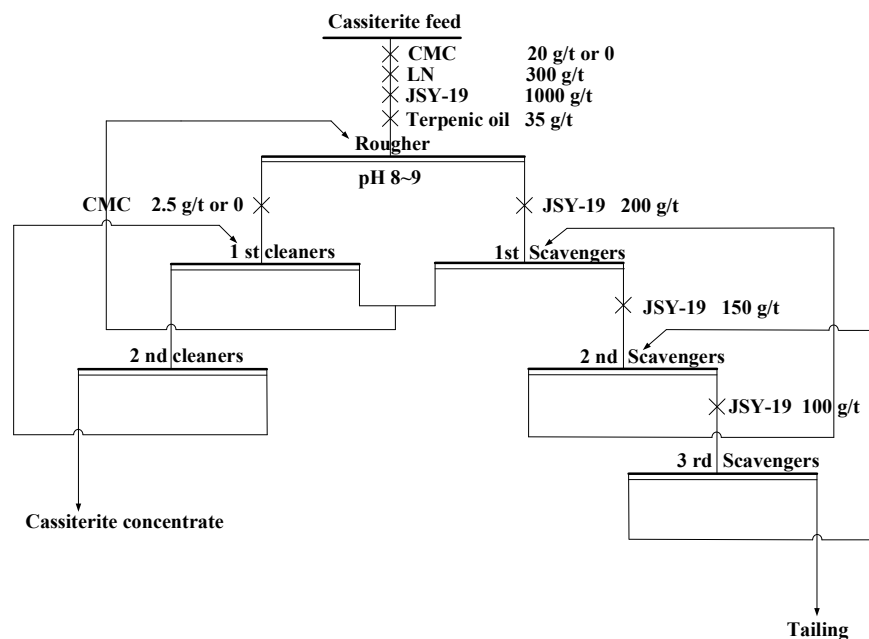 Cassiterite feed
CMC 20 g/t or 0
LN 300 g/t
JSY-19 1000 g/t
Terpenic oil 35 g/t
Rougher
pH 8~9
CMC 2.5 g/t or 0
JSY-19 200 g/t
1 st cleaners
1st Scavengers
JSY-19 150 g/t
2 nd cleaners
2 nd Scavengers
JSY-19 100 g/t
3 rd Scavengers
Cassiterite concentrate
Tailing